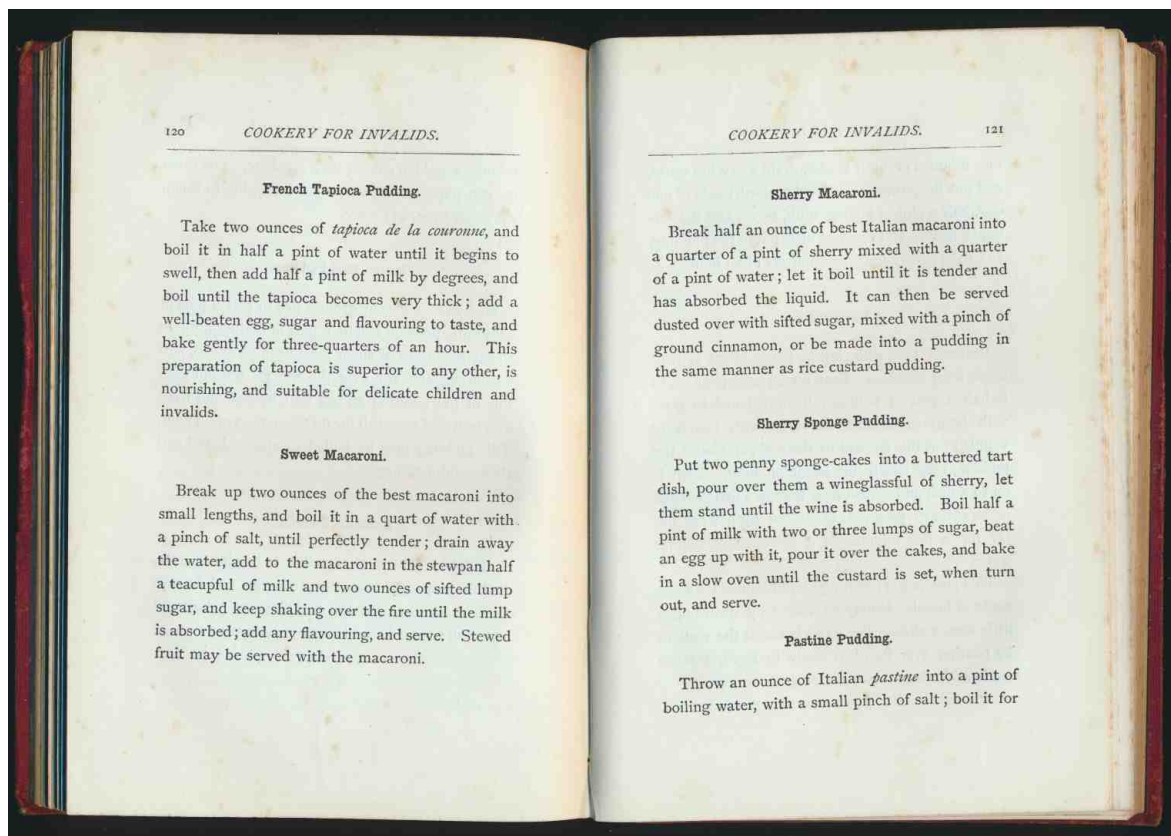 120 COOKERY FOR INVALIDS.
French Tapioca Pudding.
Take two ounces of tapioca de la couronne, and
boil it in half a pint of water until it begins to
swell, then add half a pint of milk by degrees, and
boil until the tapioca becomes very thick; add a
well-beaten egg, sugar and flavouring to taste, and
bake gently for three-quarters of an hour. This
preparation of tapioca is superior to any other, is
nourishing, and suitable for delicate children and
invalids.
Sweet Macaroni.
Break up two ounces of the best macaroni into
small lengths, and boil it in a quart of water with
a pinch of salt, until perfectly tender; drain away
the water, add to the macaroni in the stewpan half
a teacupful of milk and two ounces of sifted lump
sugar, and keep shaking over the fire until the milk
is absorbed; add any flavouring, and serve. Stewed
fruit may be served with the macaroni.
COOKERY FOR INVALIDS. 121
Sherry Macaroni.
Break half an ounce of best Italian macaroni into
a quarter of a pint of sherry mixed with a quarter
of a pint of water; let it boil until it is tender and
has absorbed the liquid. It can then be served
dusted over with sifted sugar, mixed with a pinch of
ground cinnamon, or be made into a pudding in
the same manner as rice custard pudding.
Sherry Sponge Pudding.
Put two penny sponge-cakes into a buttered tart
dish, pour over them a wineglassful of sherry, let
them stand until the wine is absorbed. Boil half a
pint of milk with two or three lumps of sugar, beat
an egg up with it, pour it over the cakes, and bake
in a slow oven until the custard is set, when turn
out, and serve.
Pastine Pudding.
Throw an ounce of Italian pastine into a pint of
boiling water, with a small pinch of salt; boil it for